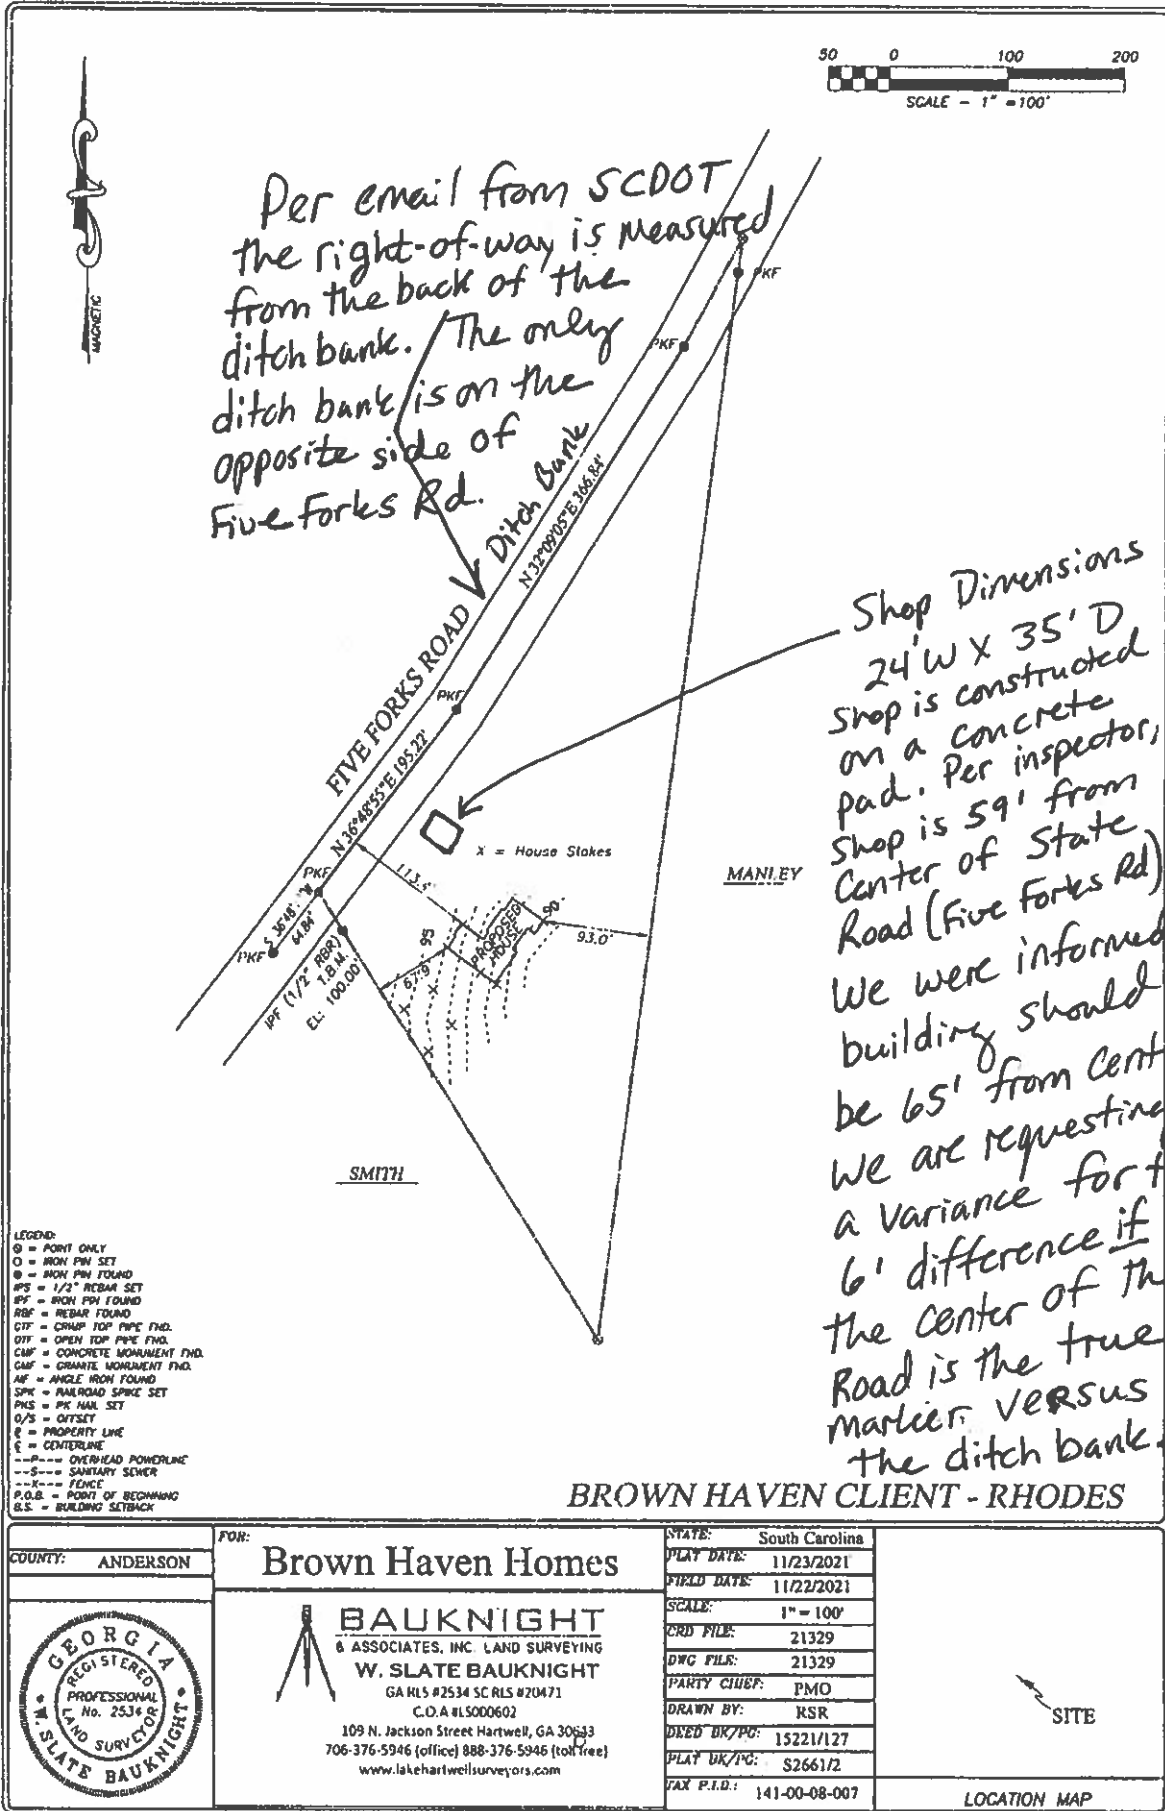 50 0 100 200
SCALE - 1" =100'
MAGNETIC
Per email from SCDOT
the right-of-way is measured
from the back of the
ditch bank. The only
ditch bank is on the
opposite side of
Five Forks Rd.
Ditch Bank
PKF
PKF
N 32°09'05"E 366.84'
FIVE FORKS ROAD
PKF
N 36°48'55"E 195.22'
Shop Dimensions
24'W X 35'D
Shop is constructed
on a concrete
pad. Per inspector,
shop is 59' from
Center of State
Road (Five Forks Rd)
We were informed
building should
be 65' from Cent
We are requesting
a variance for t
6' difference if
the center of th
Road is the true
marker versus
the ditch bank.
X = House Stakes
MANLEY
113.4'
PKF
S 36°48'
64.84'
PKF
IPF (1/2" RBR)
T.B.M.
EL: 100.00'
95
90
PROPOSED
HOUSE
93.0'
67.9'
SMITH
LEGEND:
= POINT ONLY
O = IRON PIN SET
= IRON PIN FOUND
IPS = 1/2" REBAR SET
IPF = IRON PIN FOUND
RBF = REBAR FOUND
CTF = CRIMP TOP PIPE FND.
OTF = OPEN TOP PIPE FND.
CMF = CONCRETE MONUMENT FND.
GMF = GRANITE MONUMENT FND.
AIF = ANGLE IRON FOUND
SPK = RAILROAD SPIKE SET
PKS = PK NAIL SET
O/S = OFFSET
= PROPERTY LINE
= CENTERLINE
--P--- = OVERHEAD POWERLINE
--S--- = SANITARY SEWER
--X--- = FENCE
P.O.B. = POINT OF BEGINNING
B.S. = BUILDING SETBACK
BROWN HAVEN CLIENT - RHODES
COUNTY: ANDERSON
FOR:
Brown Haven Homes
GEORGIA
REGISTERED
PROFESSIONAL
No. 2534
LAND SURVEYOR
W. SLATE BAUKNIGHT
BAUKNIGHT
& ASSOCIATES, INC. LAND SURVEYING
W. SLATE BAUKNIGHT
GA RLS #2534 SC RLS #20471
C.O.A #LS000602
109 N. Jackson Street Hartwell, GA 30643
706-376-5946 (office) 888-376-5946 (toll free)
www.lakehartwellsurveyors.com
STATE: South Carolina
PLAT DATE: 11/23/2021
FIELD DATE: 11/22/2021
SCALE: 1" = 100'
CRD FILE: 21329
DWG FILE: 21329
PARTY CHIEF: PMO
DRAWN BY: RSR
DEED BK/PG: 15221/127
PLAT BK/PG: S2661/2
TAX P.I.D.: 141-00-08-007
SITE
LOCATION MAP